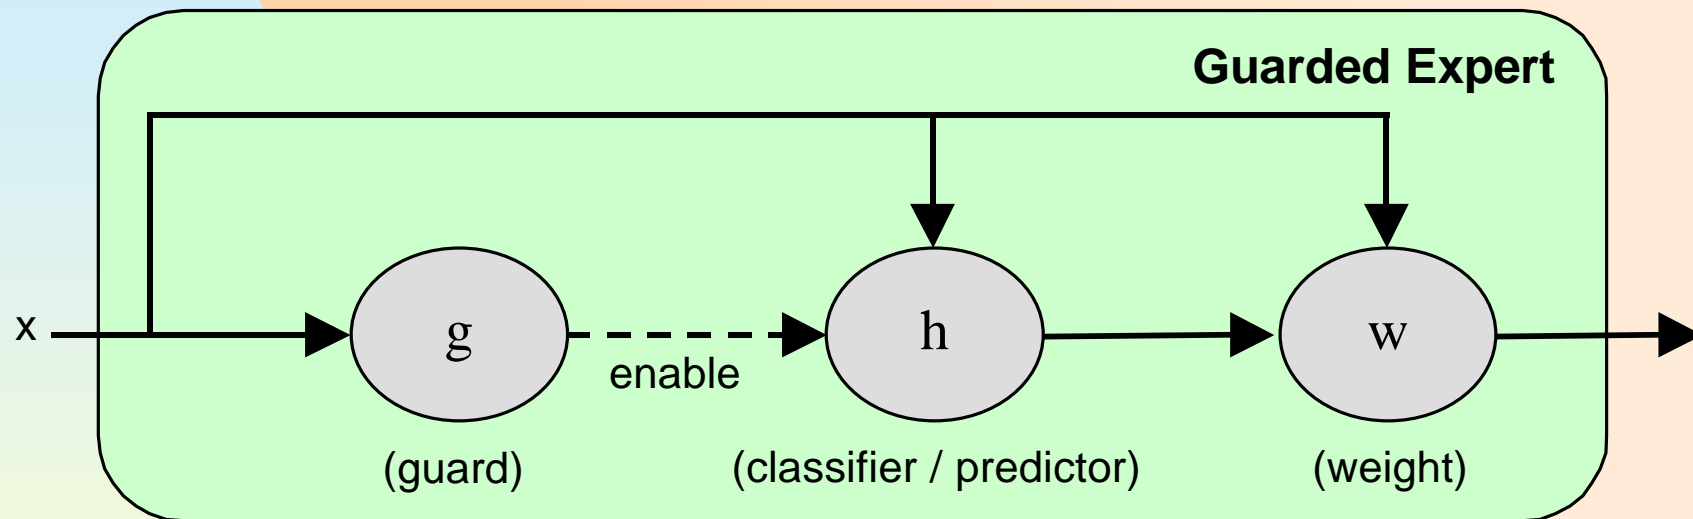 Guarded Expert
x
g
h
w
enable
(guard)
(classifier / predictor)
(weight)